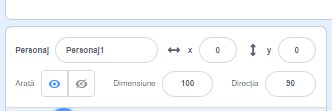 Personaj Personaj1 x 0 y 0
Arată Dimensiune 100 Direcția 90